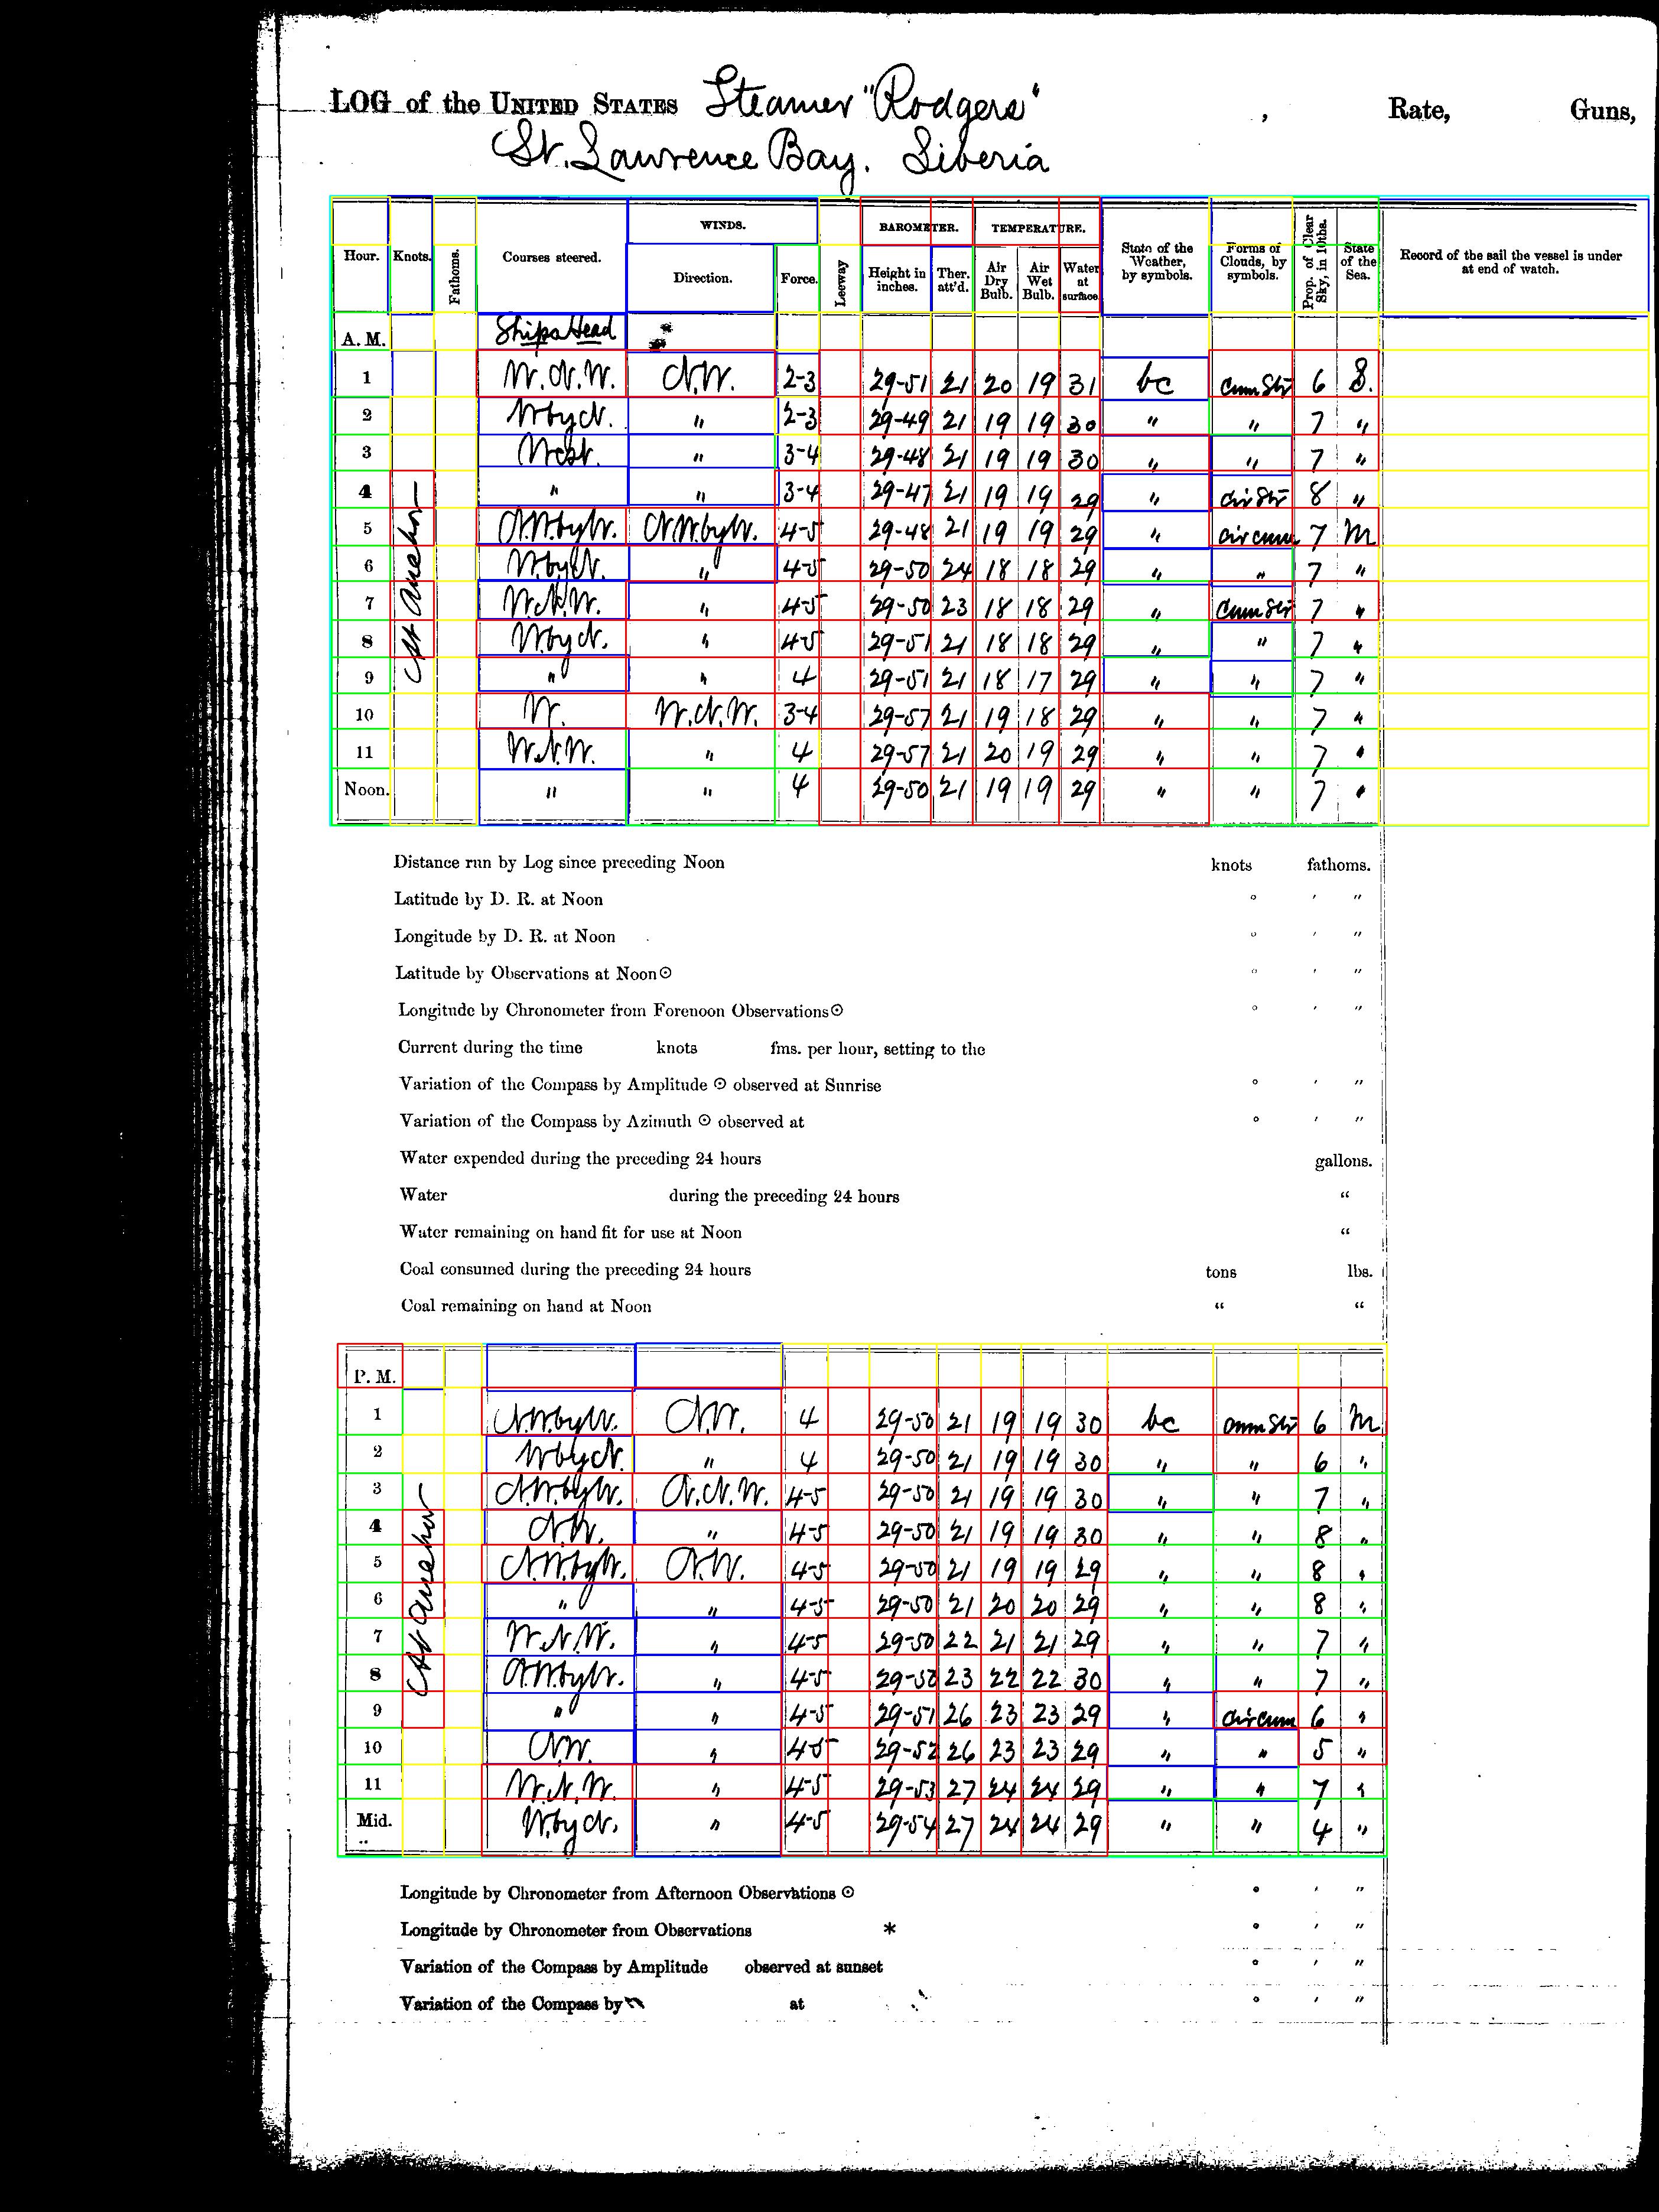 LOG of the UNITED STATES Steamer "Rodgers" , Rate, Guns,
St. Lawrence Bay. Siberia
WINDS. BAROMETER. TEMPERATURE.
Hour. Knots. Fathoms. Courses steered. Direction. Force. Leeway Height in inches. Ther. att'd. Air Dry Bulb. Air Wet Bulb. Water at surface. State of the Weather, by symbols. Forms of Clouds, by symbols. Prop. of Clear Sky, in 10ths. State of the Sea. Record of the sail the vessel is under at end of watch.
A. M. Ships Head
At Anchor
1 W.N.W. N.W. 2-3 29-51 21 20 19 31 bc Cum Str 6 S.
2 W by N. " 2-3 29-49 21 19 19 30 " " 7 "
3 West. " 3-4 29-48 21 19 19 30 " " 7 "
4 " " 3-4 29-47 21 19 19 29 " Cir Str 8 "
5 N.W. by W. N.W. by W. 4-5 29-48 21 19 19 29 " Cir cum 7 M
6 W. by N. " 4-5 29-50 24 18 18 29 " " 7 "
7 W.N.W. " 4-5 29-50 23 18 18 29 " Cum Str 7 "
8 W. by N. " 4-5 29-51 21 18 18 29 " " 7 "
9 " " 4 29-51 21 18 17 29 " " 7 "
10 W. W.N.W. 3-4 29-57 21 19 18 29 " " 7 "
11 W.N.W. " 4 29-57 21 20 19 29 " " 7 "
Noon. " " 4 29-50 21 19 19 29 " " 7 "
Distance run by Log since preceding Noon knots fathoms.
Latitude by D. R. at Noon ° ′ ″
Longitude by D. R. at Noon ° ′ ″
Latitude by Observations at Noon ☉ ° ′ ″
Longitude by Chronometer from Forenoon Observations ☉ ° ′ ″
Current during the time knots fms. per hour, setting to the
Variation of the Compass by Amplitude ☉ observed at Sunrise ° ′ ″
Variation of the Compass by Azimuth ☉ observed at ° ′ ″
Water expended during the preceding 24 hours gallons.
Water during the preceding 24 hours “
Water remaining on hand fit for use at Noon “
Coal consumed during the preceding 24 hours tons lbs.
Coal remaining on hand at Noon “ “
P. M.
At Anchor
1 N.W. by W. N.W. 4 29-50 21 19 19 30 bc Cum Str 6 M
2 W by N. " 4 29-50 21 19 19 30 " " 6 "
3 N.W. by W. N.N.W. 4-5 29-50 21 19 19 30 " " 7 "
4 N.W. " 4-5 29-50 21 19 19 30 " " 8 "
5 N.W. by W. N.W. 4-5 29-50 21 19 19 29 " " 8 "
6 " " 4-5 29-50 21 20 20 29 " " 8 "
7 W.N.W. " 4-5 29-50 22 21 21 29 " " 7 "
8 N.W. by W. " 4-5 29-50 23 22 22 30 " " 7 "
9 " " 4-5 29-51 26 23 23 29 " Cir cum 6 "
10 N.W. " 4-5 29-52 26 23 23 29 " " 5 "
11 W.N.W. " 4-5 29-53 27 24 24 29 " " 7 "
Mid. W. by N. " 4-5 29-54 27 24 24 29 " " 4 "
Longitude by Chronometer from Afternoon Observations ☉ ° ′ ″
Longitude by Chronometer from Observations * ° ′ ″
Variation of the Compass by Amplitude observed at sunset ° ′ ″
Variation of the Compass by at ° ′ ″